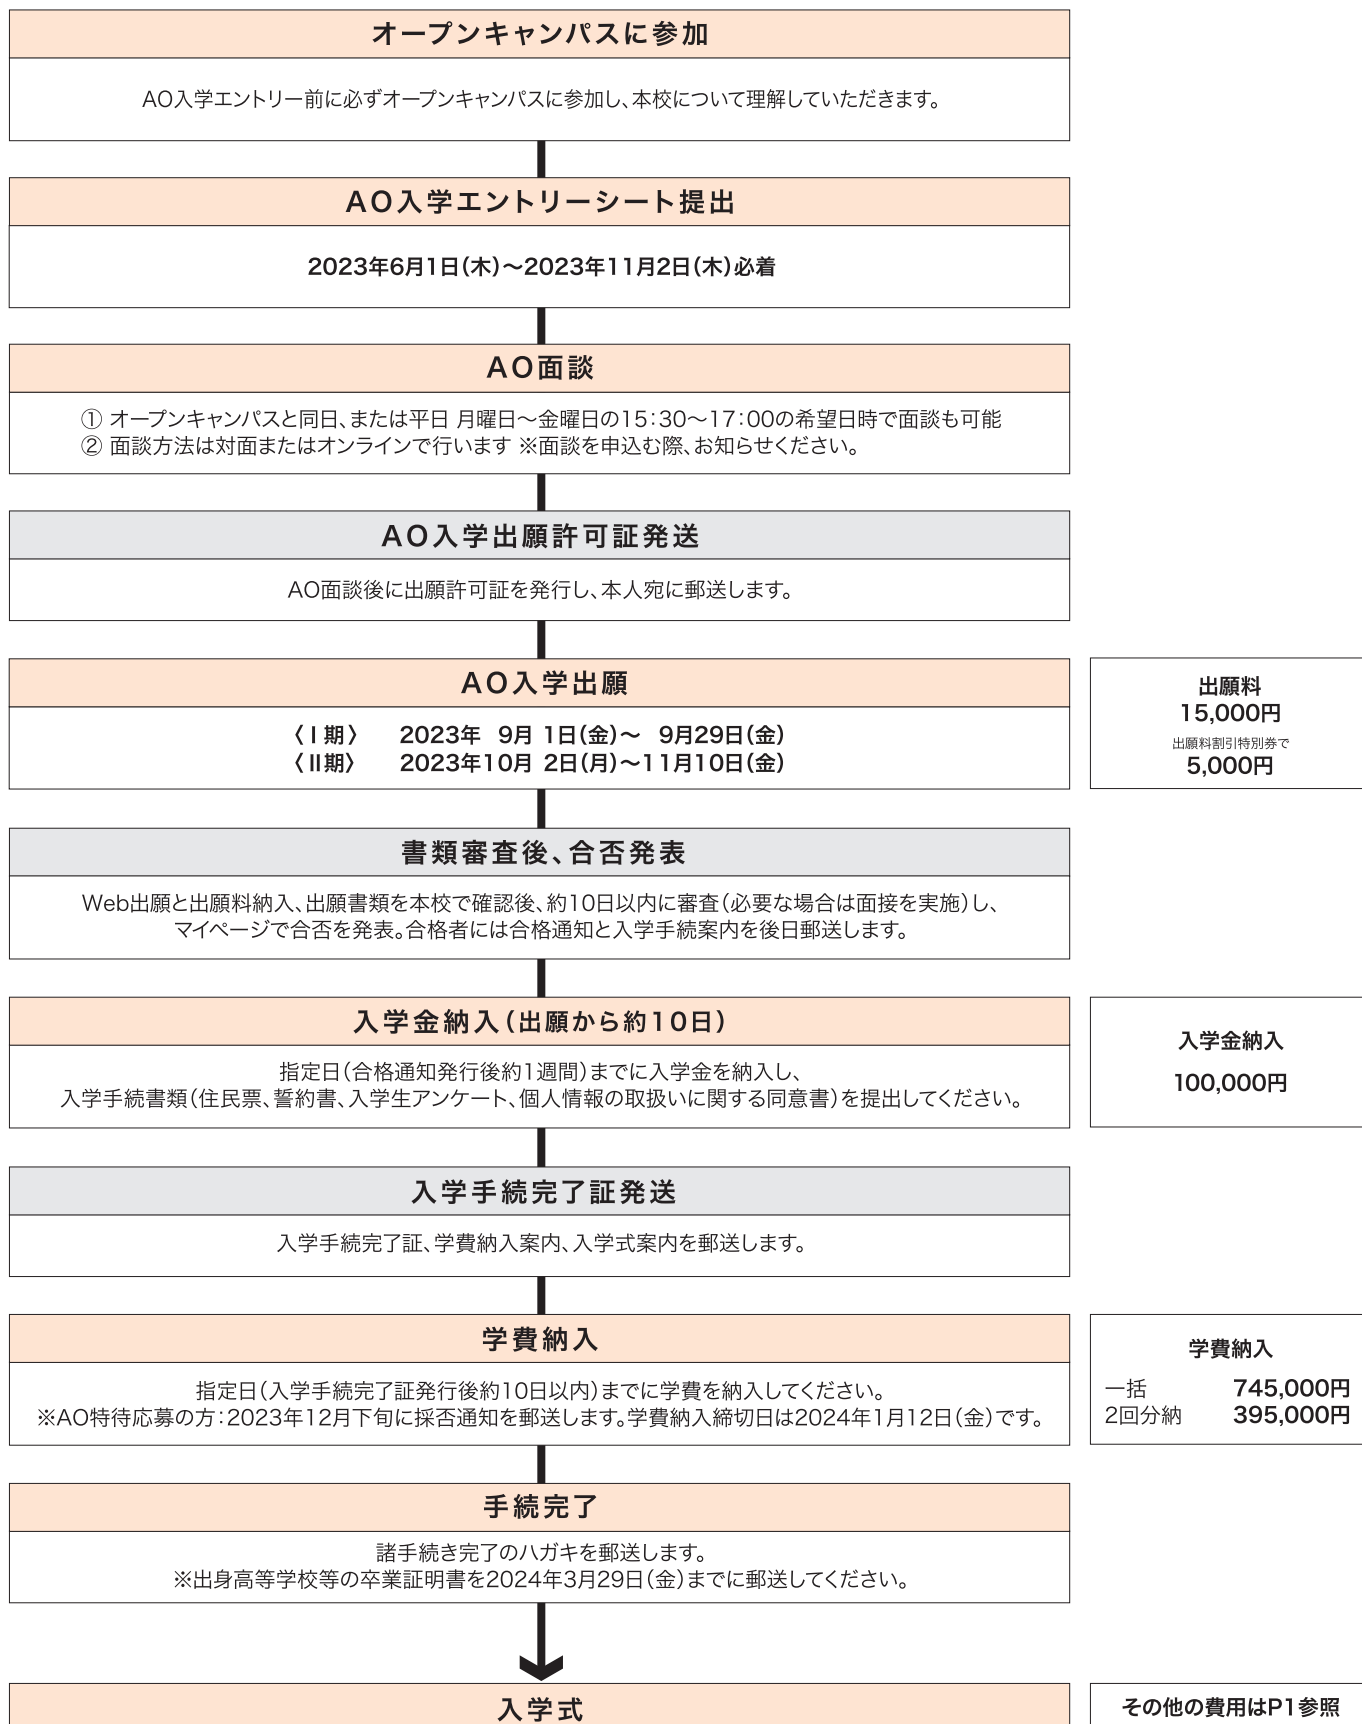 オープンキャンパスに参加
AO入学エントリー前に必ずオープンキャンパスに参加し、本校について理解していただきます。
AO入学エントリーシート提出
2023年6月1日(木)〜2023年11月2日(木)必着
AO面談
① オープンキャンパスと同日、または平日 月曜日〜金曜日の15：30〜17：00の希望日時で面談も可能
② 面談方法は対面またはオンラインで行います ※面談を申込む際、お知らせください。
AO入学出願許可証発送
AO面談後に出願許可証を発行し、本人宛に郵送します。
AO入学出願
〈Ⅰ期〉 2023年 9月 1日(金)〜 9月29日(金)
〈Ⅱ期〉 2023年10月 2日(月)〜11月10日(金)
出願料
15,000円
出願料割引特別券で
5,000円
書類審査後、合否発表
Web出願と出願料納入、出願書類を本校で確認後、約10日以内に審査(必要な場合は面接を実施)し、
マイページで合否を発表。合格者には合格通知と入学手続案内を後日郵送します。
入学金納入(出願から約10日)
指定日(合格通知発行後約1週間)までに入学金を納入し、
入学手続書類(住民票、誓約書、入学生アンケート、個人情報の取扱いに関する同意書)を提出してください。
入学金納入
100,000円
入学手続完了証発送
入学手続完了証、学費納入案内、入学式案内を郵送します。
学費納入
指定日(入学手続完了証発行後約10日以内)までに学費を納入してください。
※AO特待応募の方：2023年12月下旬に採否通知を郵送します。学費納入締切日は2024年1月12日(金)です。
学費納入
一括 745,000円
2回分納 395,000円
手続完了
諸手続き完了のハガキを郵送します。
※出身高等学校等の卒業証明書を2024年3月29日(金)までに郵送してください。
入学式
その他の費用はP1参照